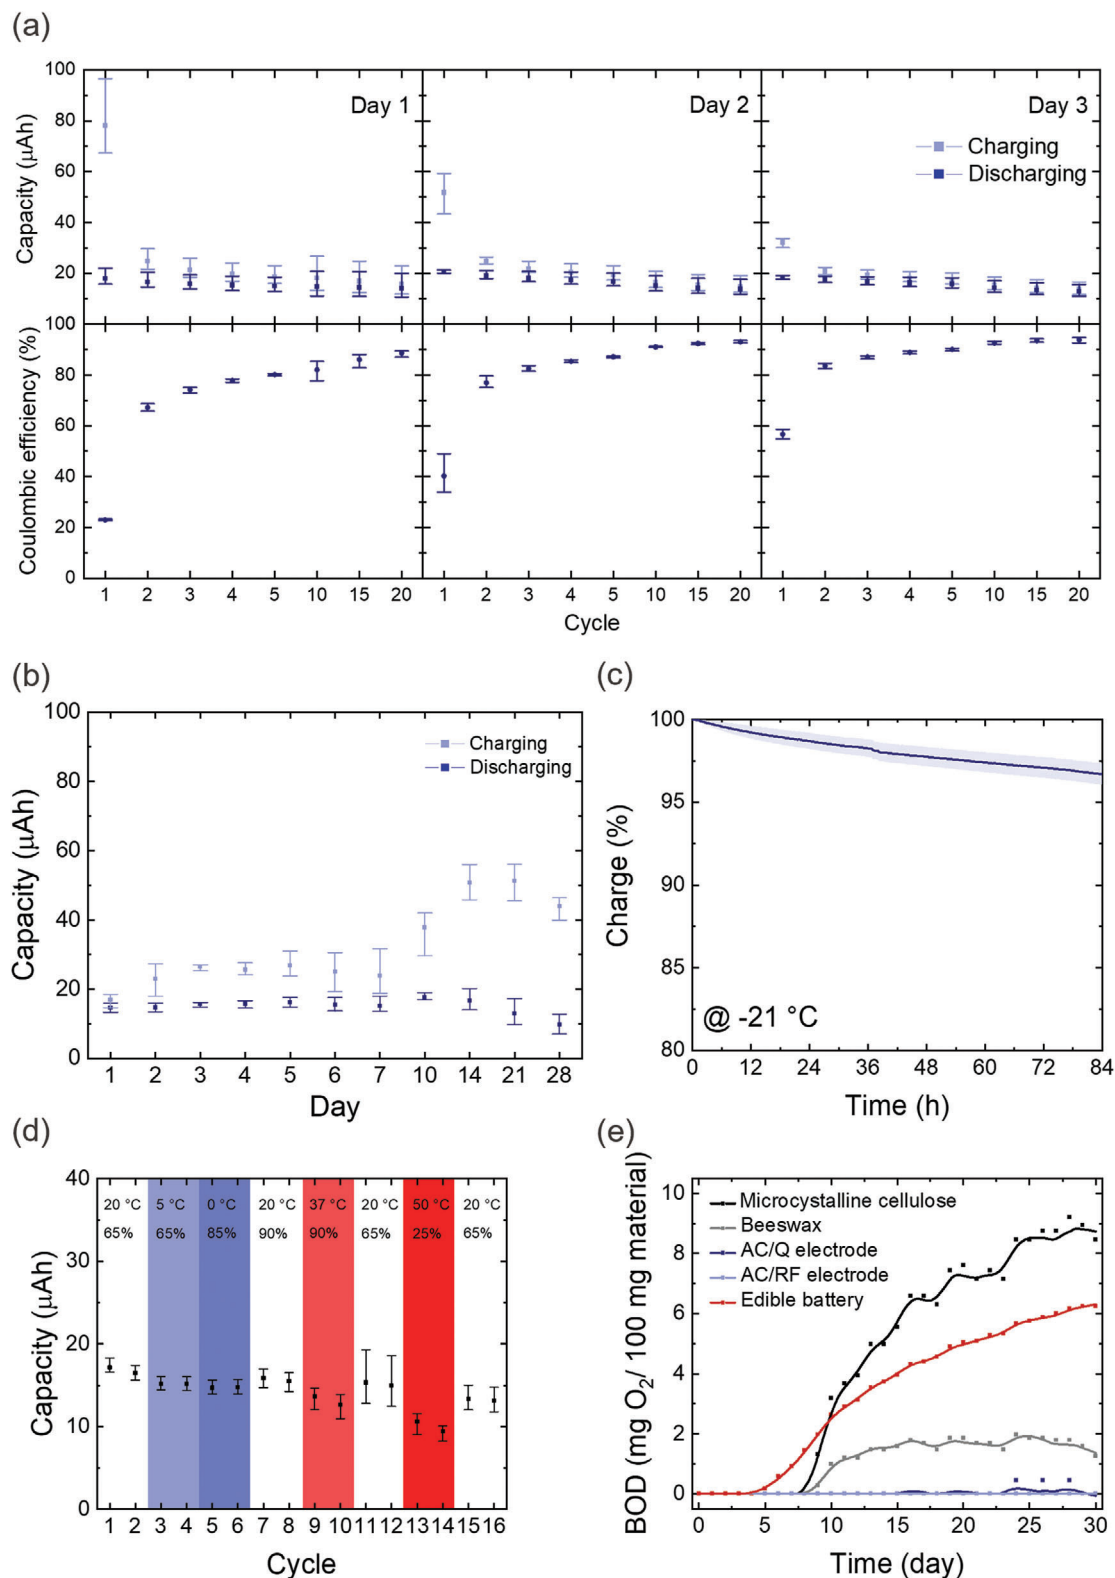 (a)
100
80
60
40
20
Capacity (µAh)
Day 1
Day 2
Day 3
Charging
Discharging
100
80
60
40
20
0
Coulombic efficiency (%)
1 2 3 4 5 10 15 20
1 2 3 4 5 10 15 20
1 2 3 4 5 10 15 20
Cycle
(b)
100
80
60
40
20
0
Capacity (µAh)
Charging
Discharging
1 2 3 4 5 6 7 10 14 21 28
Day
(c)
100
95
90
85
80
Charge (%)
@ -21 °C
0 12 24 36 48 60 72 84
Time (h)
(d)
40
30
20
10
0
Capacity (µAh)
20 °C 5 °C 0 °C 20 °C 37 °C 20 °C 50 °C 20 °C
65% 65% 85% 90% 90% 65% 25% 65%
1 2 3 4 5 6 7 8 9 10 11 12 13 14 15 16
Cycle
(e)
10
8
6
4
2
0
BOD (mg O₂/ 100 mg material)
Microcystalline cellulose
Beeswax
AC/Q electrode
AC/RF electrode
Edible battery
0 5 10 15 20 25 30
Time (day)